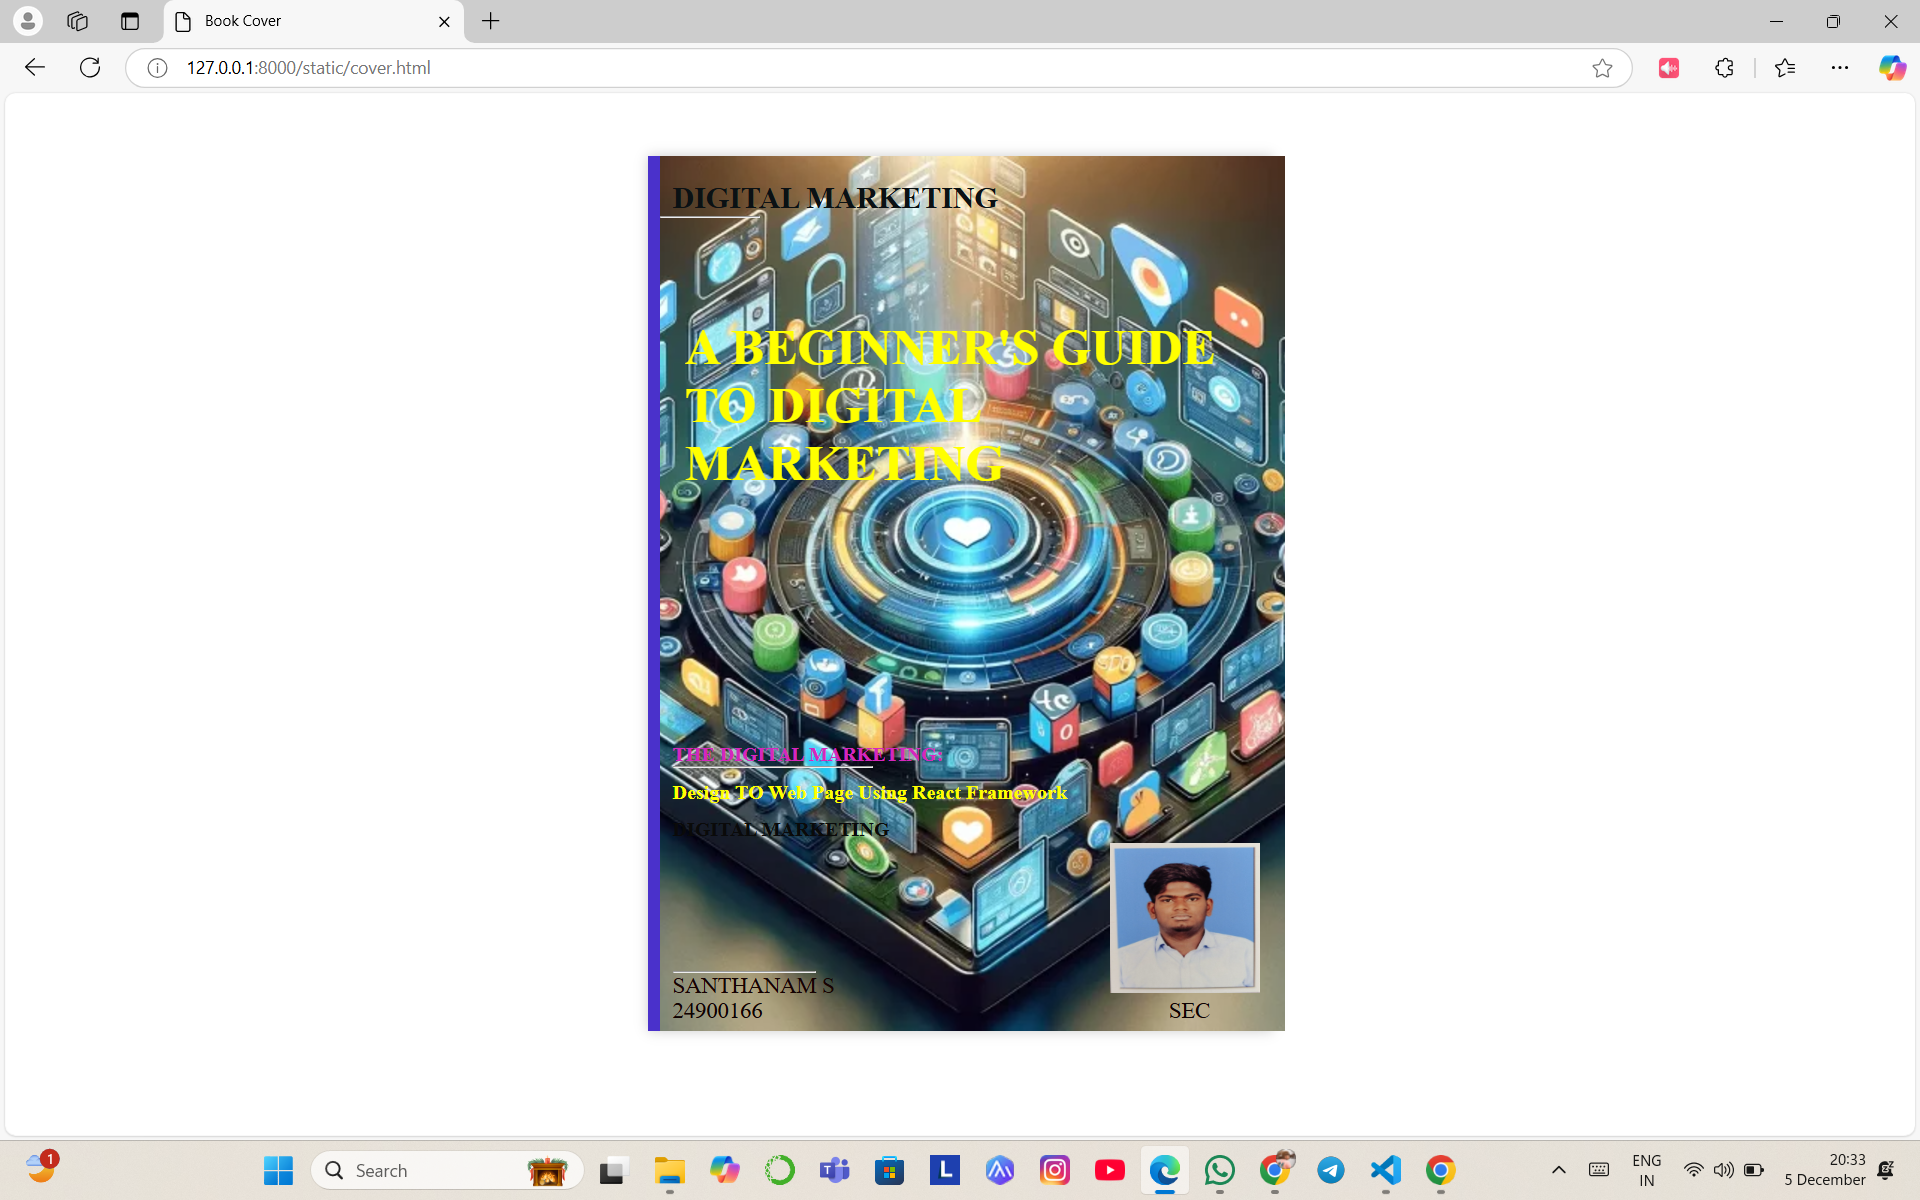 Book Cover
127.0.0.1:8000/static/cover.html
DIGITAL MARKETING
A BEGINNER'S GUIDE
TO DIGITAL
MARKETING
THE DIGITAL MARKETING:
Design TO Web Page Using React Framework
DIGITAL MARKETING
SANTHANAM S
24900166
SEC
1
Search
ENG
IN
20:33
5 December